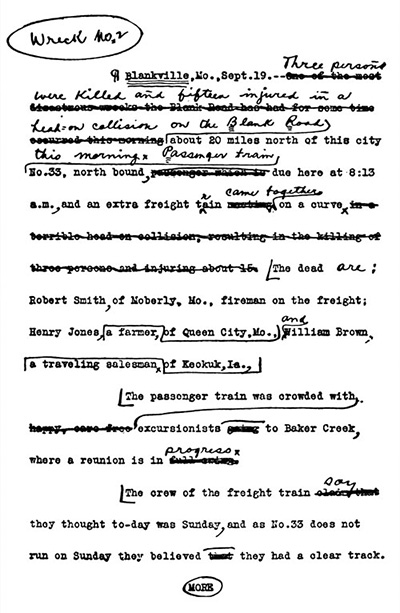 Wreck No. 2
Three persons
¶ Blankville, Mo., Sept.19.--One of the most
were killed and fifteen injured in a
disastrous wrecks the Blank Road has had for some time
head-on collision on the Blank Road,
occurred this morning about 20 miles north of this city
this morning x Passenger train,
No.33, north bound, passenger which is due here at 8:13
came together
a.m., and an extra freight train on a curve x in a
terrible head-on collision, resulting in the killing of
three persons and injuring about 15. The dead are:
Robert Smith, of Moberly, Mo., fireman on the freight;
and
Henry Jones, a farmer, of Queen City, Mo., William Brown,
a traveling salesman, of Keokuk, Ia.,
The passenger train was crowded with
happy, care free excursionists going to Baker Creek,
progress x
where a reunion is in full swing.
say
The crew of the freight train claim that
they thought to-day was Sunday, and as No.33 does not
run on Sunday they believed that they had a clear track.
MORE